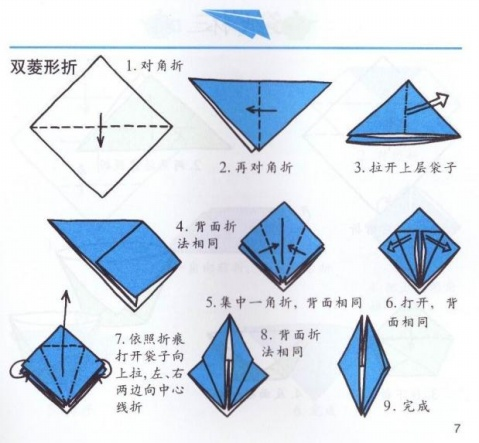 双菱形折
1. 对角折
2. 再对角折
3. 拉开上层袋子
4. 背面折
法相同
5. 集中一角折，背面相同
6. 打开，背
面相同
7. 依照折痕
打开袋子向
上拉,左、右
两边向中心
线折
8. 背面折
法相同
9. 完成
7